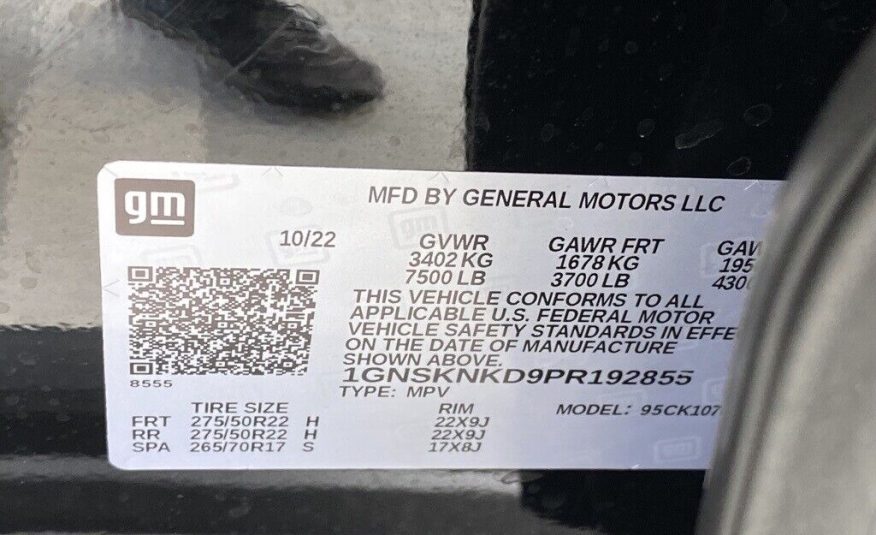 gm MFD BY GENERAL MOTORS LLC
10/22 GVWR GAWR FRT
3402 KG 1678 KG
7500 LB 3700 LB
THIS VEHICLE CONFORMS TO ALL
APPLICABLE U.S. FEDERAL MOTOR
VEHICLE SAFETY STANDARDS IN
ON THE DATE OF MANUFACTURE
SHOWN ABOVE.
1GNSKNKD9PR192855
8555 TYPE: MPV
TIRE SIZE RIM MODEL: 95CK107
FRT 275/50R22 H 22X9J
RR 275/50R22 H 22X9J
SPA 265/70R17 S 17X8J